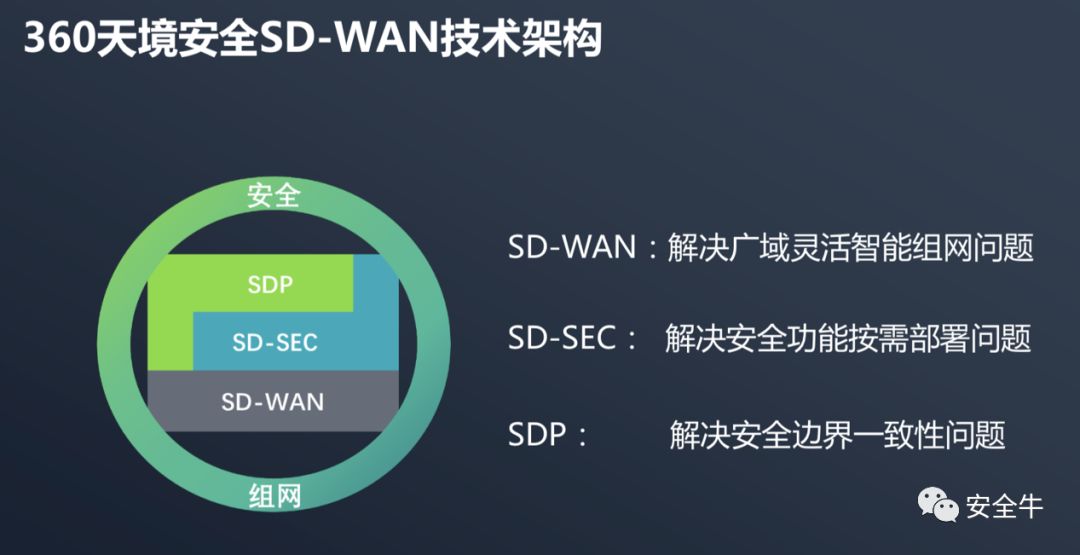 360天境安全SD-WAN技术架构
安全
SDP
SD-SEC
SD-WAN
组网
SD-WAN：解决广域灵活智能组网问题
SD-SEC： 解决安全功能按需部署问题
SDP： 解决安全边界一致性问题
安全牛